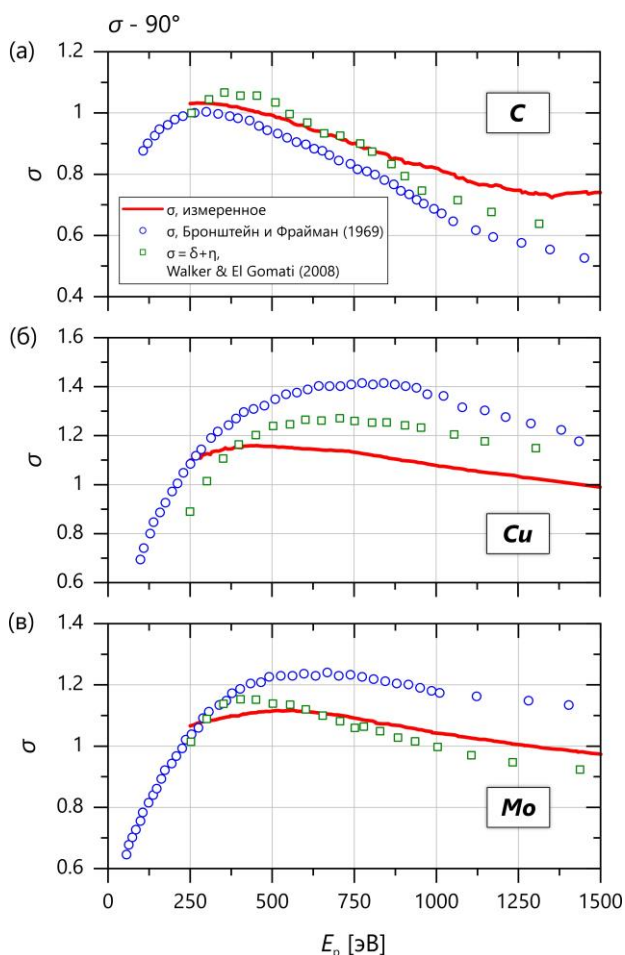 σ - 90°
(а)
1.2
1
0.8
0.6
0.4
σ
C
σ, измеренное
σ, Бронштейн и Фрайман (1969)
σ = δ+η,
Walker & El Gomati (2008)
(б)
1.6
1.4
1.2
1
0.8
0.6
σ
Cu
(в)
1.4
1.2
1
0.8
0.6
σ
Mo
0 250 500 750 1000 1250 1500
Eₚ [эВ]